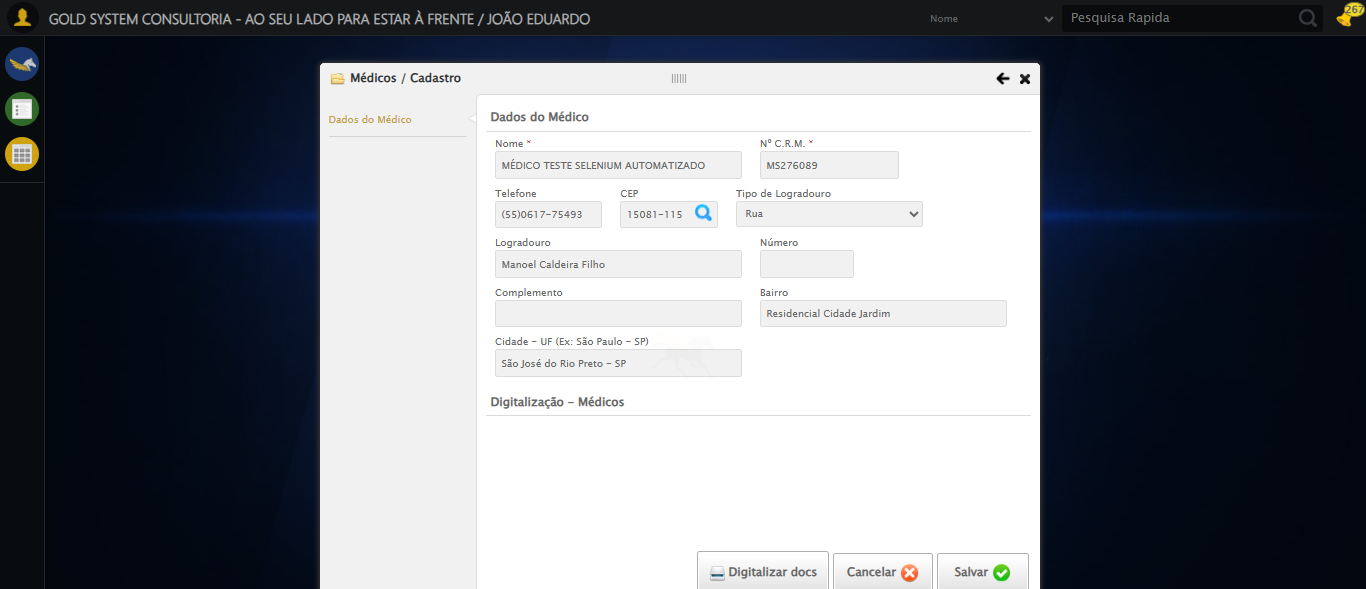 GOLD SYSTEM CONSULTORIA - AO SEU LADO PARA ESTAR À FRENTE / JOÃO EDUARDO
Nome
Pesquisa Rapida
267
Médicos / Cadastro
Dados do Médico
Dados do Médico
Nome * Nº C.R.M. *
MÉDICO TESTE SELENIUM AUTOMATIZADO MS276089
Telefone CEP Tipo de Logradouro
(55)0617-75493 15081-115 Rua
Logradouro Número
Manoel Caldeira Filho
Complemento Bairro
Residencial Cidade Jardim
Cidade - UF (Ex: São Paulo - SP)
São José do Rio Preto - SP
Digitalização - Médicos
Digitalizar docs Cancelar Salvar